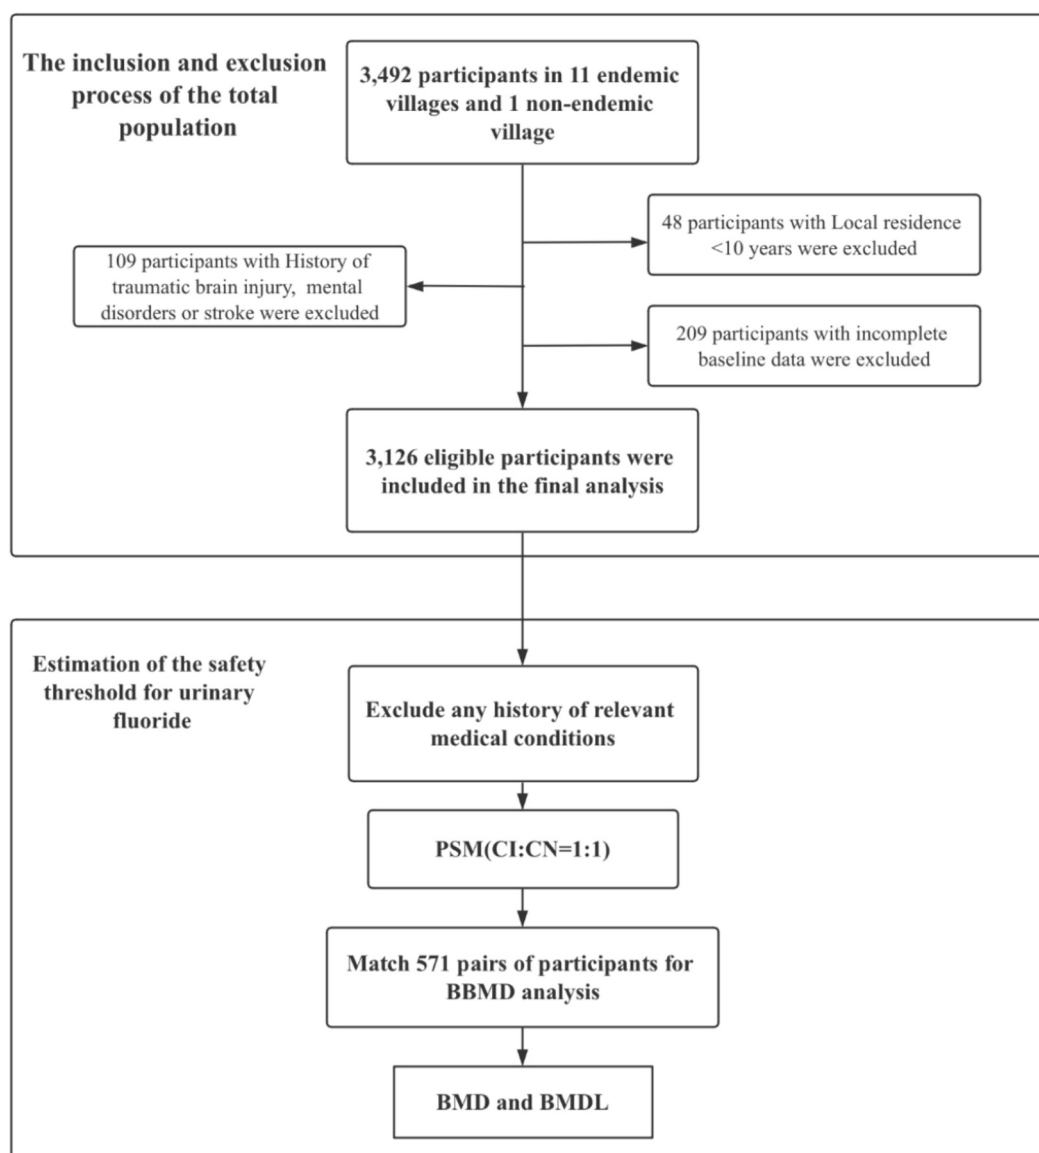 The inclusion and exclusion
process of the total
population
3,492 participants in 11 endemic
villages and 1 non-endemic
village
48 participants with Local residence
<10 years were excluded
109 participants with History of
traumatic brain injury, mental
disorders or stroke were excluded
209 participants with incomplete
baseline data were excluded
3,126 eligible participants were
included in the final analysis
Estimation of the safety
threshold for urinary
fluoride
Exclude any history of relevant
medical conditions
PSM(CI:CN=1:1)
Match 571 pairs of participants for
BBMD analysis
BMD and BMDL